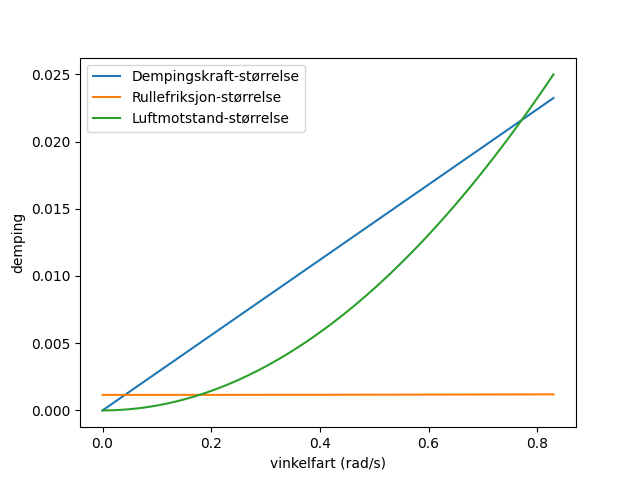 Dempingskraft-størrelse
Rullefriksjon-størrelse
Luftmotstand-størrelse
0.025
0.020
0.015
0.010
0.005
0.000
demping
0.0 0.2 0.4 0.6 0.8
vinkelfart (rad/s)